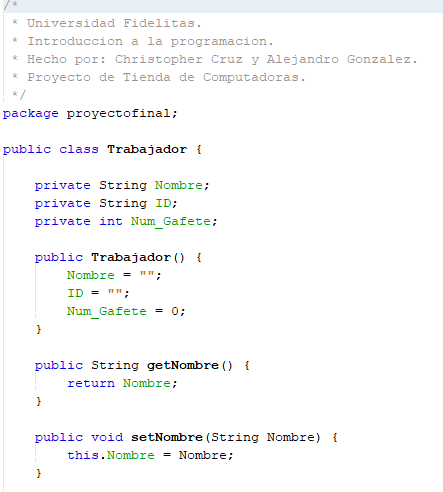 /*
 * Universidad Fidelitas.
 * Introduccion a la programacion.
 * Hecho por: Christopher Cruz y Alejandro Gonzalez.
 * Proyecto de Tienda de Computadoras.
 */
package proyectofinal;
public class Trabajador {
    private String Nombre;
    private String ID;
    private int Num_Gafete;
    public Trabajador() {
        Nombre = "";
        ID = "";
        Num_Gafete = 0;
    }
    public String getNombre() {
        return Nombre;
    }
    public void setNombre(String Nombre) {
        this.Nombre = Nombre;
    }